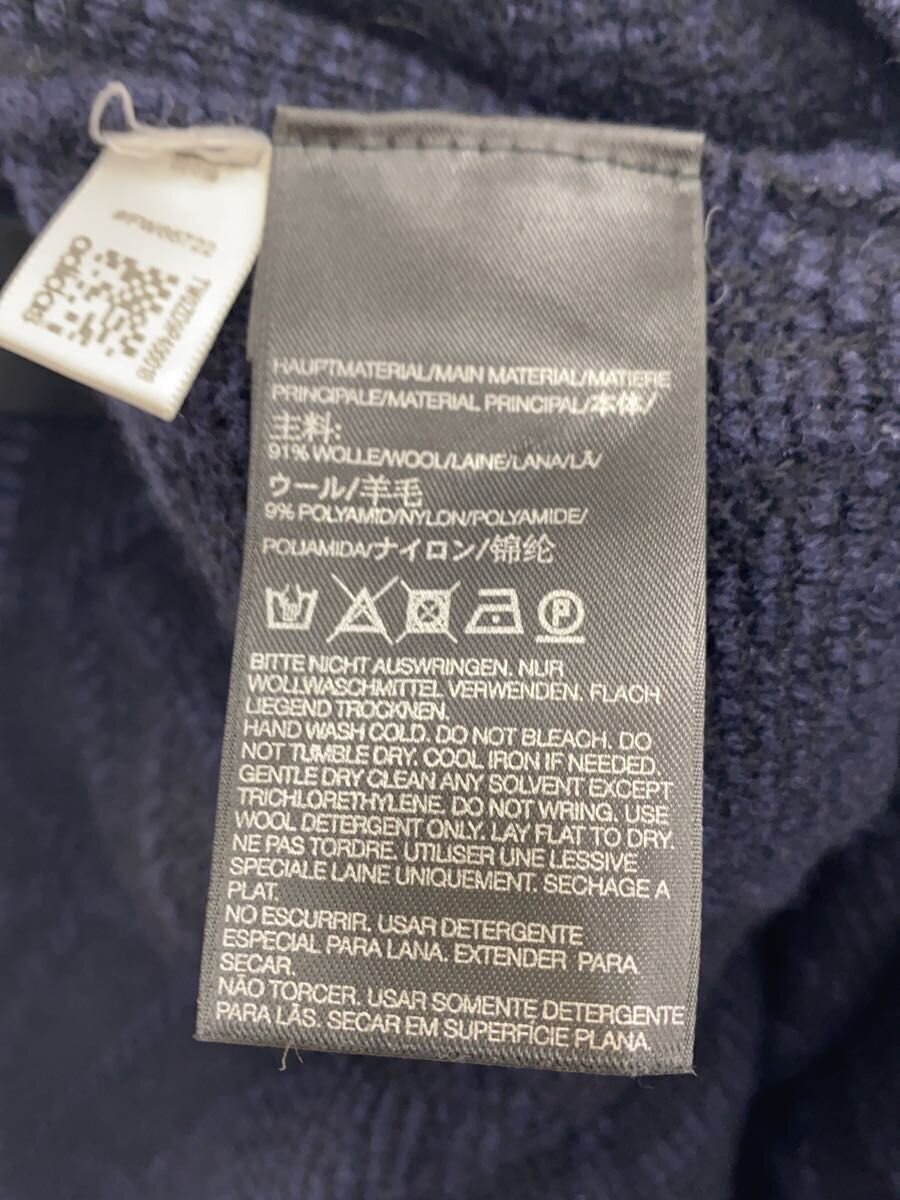 adidas
HAUPTMATERIAL/MAIN MATERIAL/MATIERE
PRINCIPALE/MATERIAL PRINCIPAL/本体/
主料:
91% WOLLE/WOOL/LAINE/LANA/LÃ/
ウール/羊毛
9% POLYAMID/NYLON/POLYAMIDE/
POLIAMIDA/ナイロン/锦纶
P
BITTE NICHT AUSWRINGEN. NUR
WOLLWASCHMITTEL VERWENDEN. FLACH
LIEGEND TROCKNEN.
HAND WASH COLD. DO NOT BLEACH. DO
NOT TUMBLE DRY. COOL IRON IF NEEDED.
GENTLE DRY CLEAN ANY SOLVENT EXCEPT
TRICHLORETHYLENE. DO NOT WRING. USE
WOOL DETERGENT ONLY. LAY FLAT TO DRY.
NE PAS TORDRE. UTILISER UNE LESSIVE
SPECIALE LAINE UNIQUEMENT. SECHAGE A
PLAT.
NO ESCURRIR. USAR DETERGENTE
ESPECIAL PARA LANA. EXTENDER PARA
SECAR.
NÃO TORCER. USAR SOMENTE DETERGENTE
PARA LÃS. SECAR EM SUPERFÍCIE PLANA.